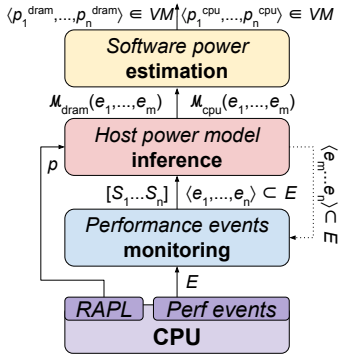 ⟨p₁ᵈʳᵃᵐ,...,pₙᵈʳᵃᵐ⟩ ∈ VM ⟨p₁ᶜᵖᵘ,...,pₙᶜᵖᵘ⟩ ∈ VM
Software power
estimation
ℳdram(e₁,...,eₘ) ℳcpu(e₁,...,eₘ)
Host power model
inference
p
[S₁...Sₙ] ⟨e₁,...,eₙ⟩ ⊂ E
⟨eₘ...eₙ⟩ ⊂ E
Performance events
monitoring
E
RAPL Perf events
CPU